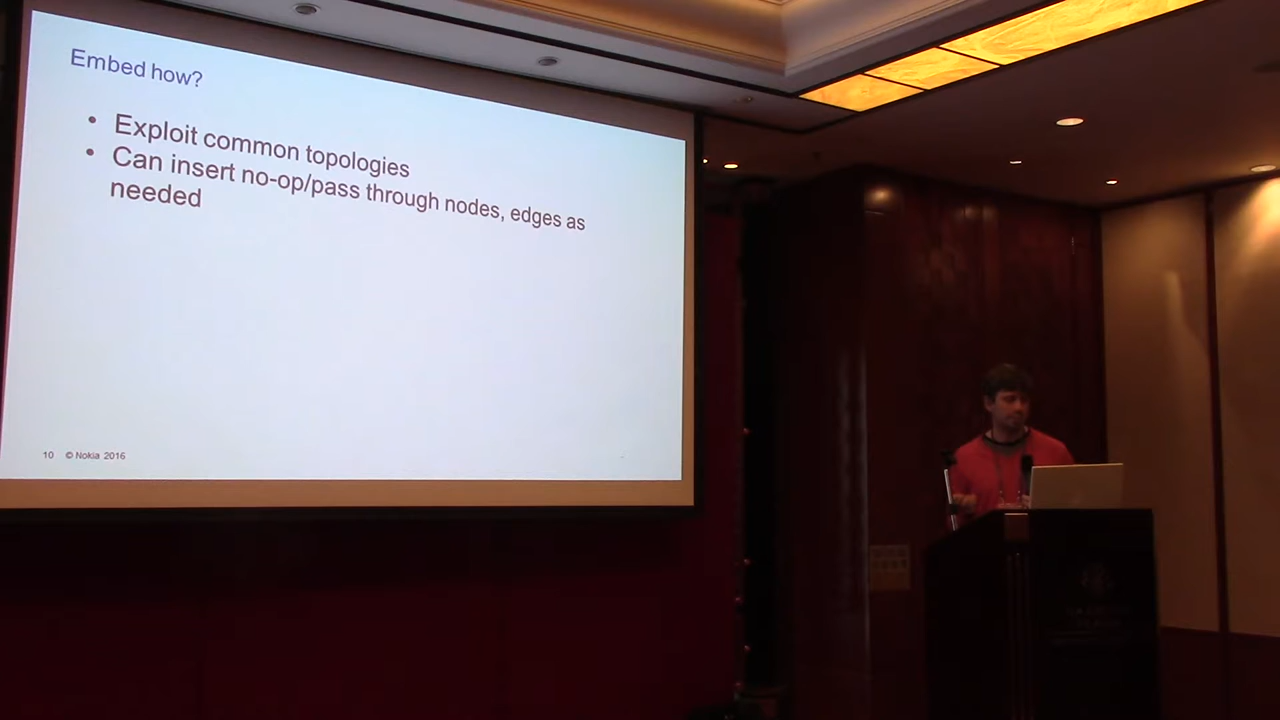 Embed how?
• Exploit common topologies
• Can insert no-op/pass through nodes, edges as
needed
10 © Nokia 2016